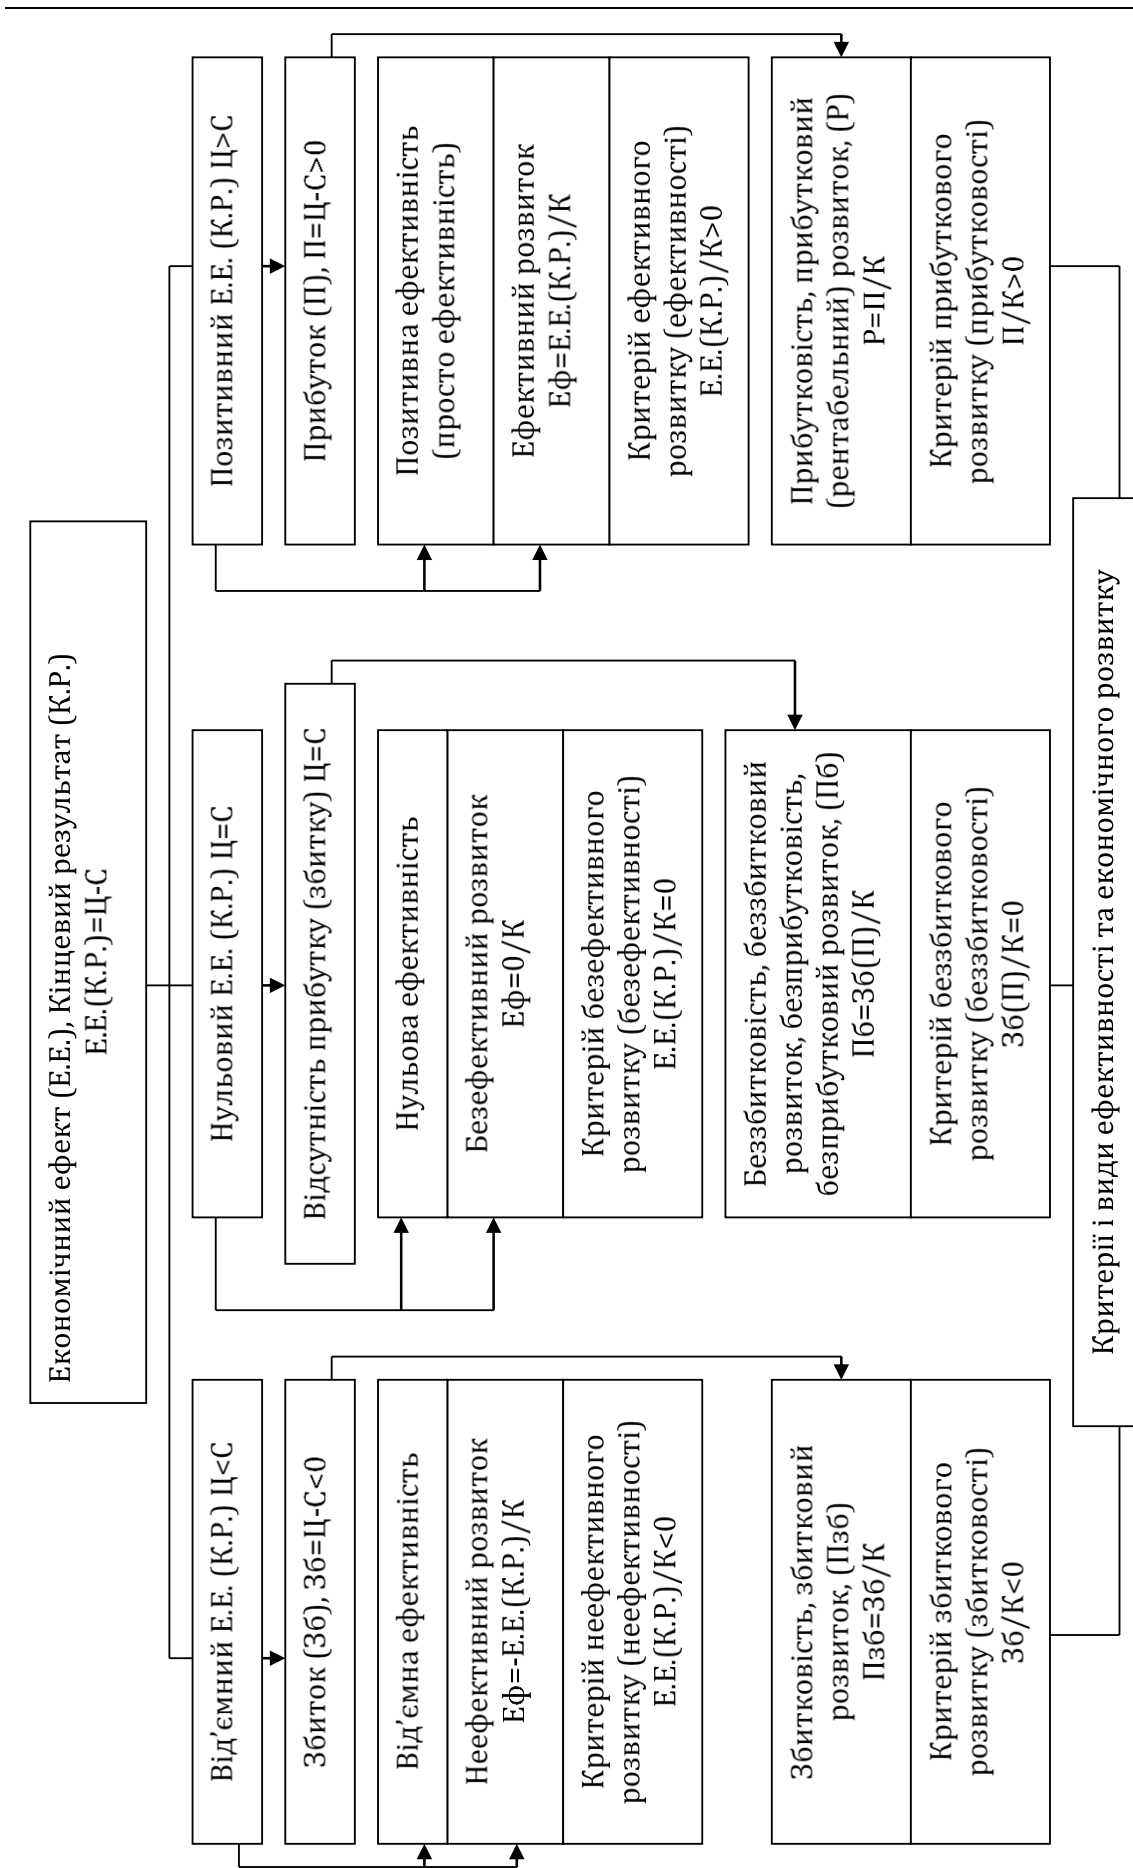 Економічний ефект (Е.Е.), Кінцевий результат (К.Р.)
Е.Е.(К.Р.)=Ц-С
Від’ємний Е.Е. (К.Р.) Ц<С
Збиток (Зб), Зб=Ц-С<0
Від’ємна ефективність
Неефективний розвиток
Еф=-Е.Е.(К.Р.)/К
Критерій неефективного
розвитку (неефективності)
Е.Е.(К.Р.)/К<0
Збитковість, збитковий
розвиток, (Пзб)
Пзб=Зб/К
Критерій збиткового
розвитку (збитковості)
Зб/К<0
Нульовий Е.Е. (К.Р.) Ц=С
Відсутність прибутку (збитку) Ц=С
Нульова ефективність
Безефективний розвиток
Еф=0/К
Критерій безефективного
розвитку (безефективності)
Е.Е.(К.Р.)/К=0
Беззбитковість, беззбитковий
розвиток, безприбутковість,
безприбутковий розвиток, (Пб)
Пб=Зб(П)/К
Критерій беззбиткового
розвитку (беззбитковості)
Зб(П)/К=0
Позитивний Е.Е. (К.Р.) Ц>С
Прибуток (П), П=Ц-С>0
Позитивна ефективність
(просто ефективність)
Ефективний розвиток
Еф=Е.Е.(К.Р.)/К
Критерій ефективного
розвитку (ефективності)
Е.Е.(К.Р.)/К>0
Прибутковість, прибутковий
(рентабельний) розвиток, (Р)
Р=П/К
Критерій прибуткового
розвитку (прибутковості)
П/К>0
Критерії і види ефективності та економічного розвитку